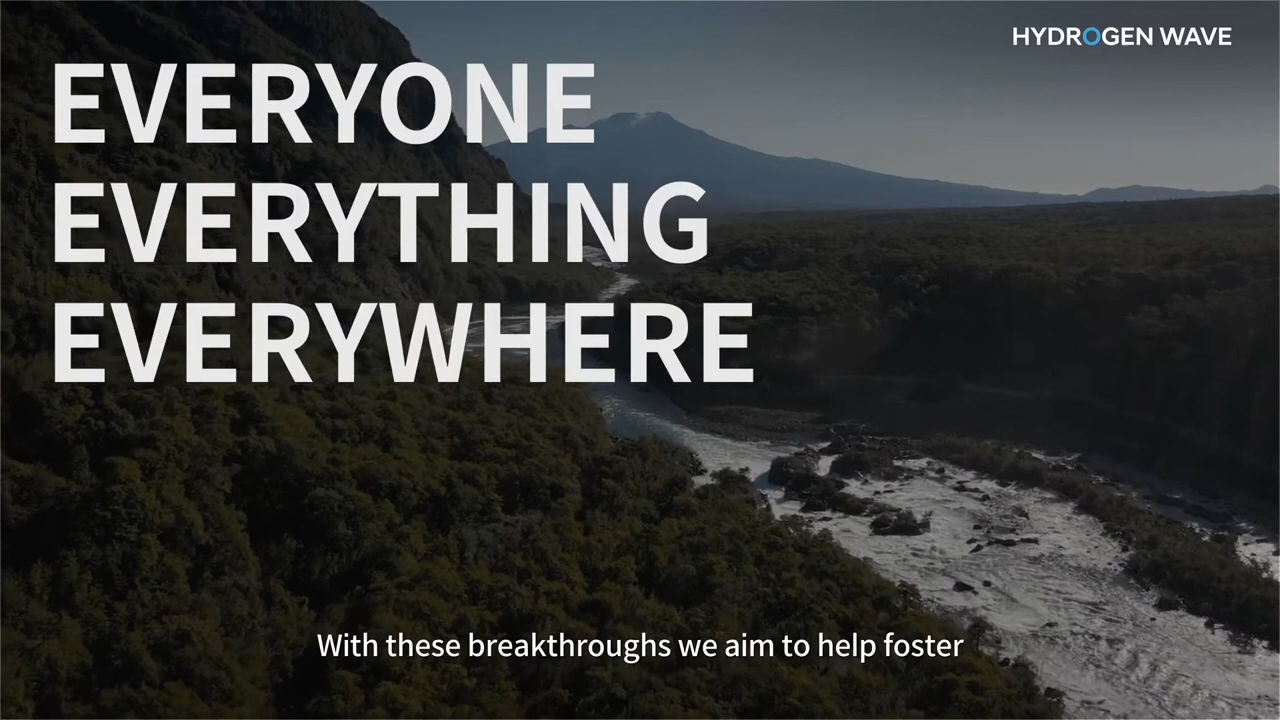 HYDROGEN WAVE
EVERYONE
EVERYTHING
EVERYWHERE
With these breakthroughs we aim to help foster